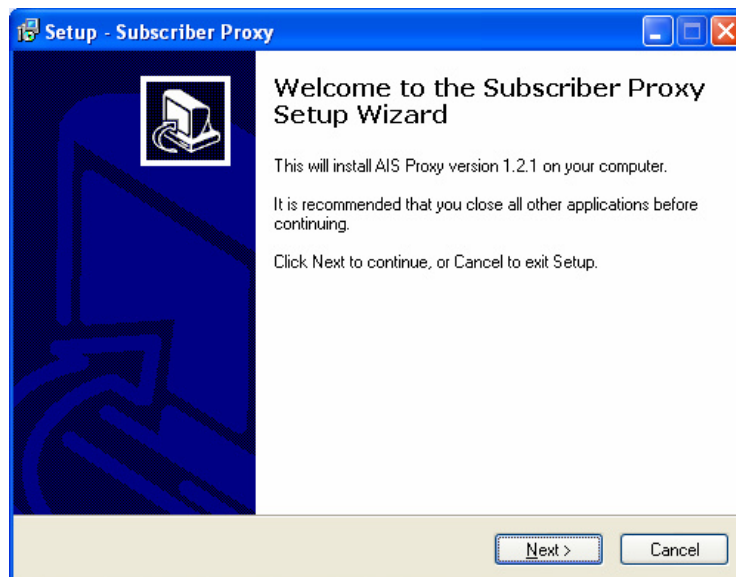 Setup - Subscriber Proxy
Welcome to the Subscriber Proxy
Setup Wizard
This will install AIS Proxy version 1.2.1 on your computer.
It is recommended that you close all other applications before
continuing.
Click Next to continue, or Cancel to exit Setup.
Next >
Cancel